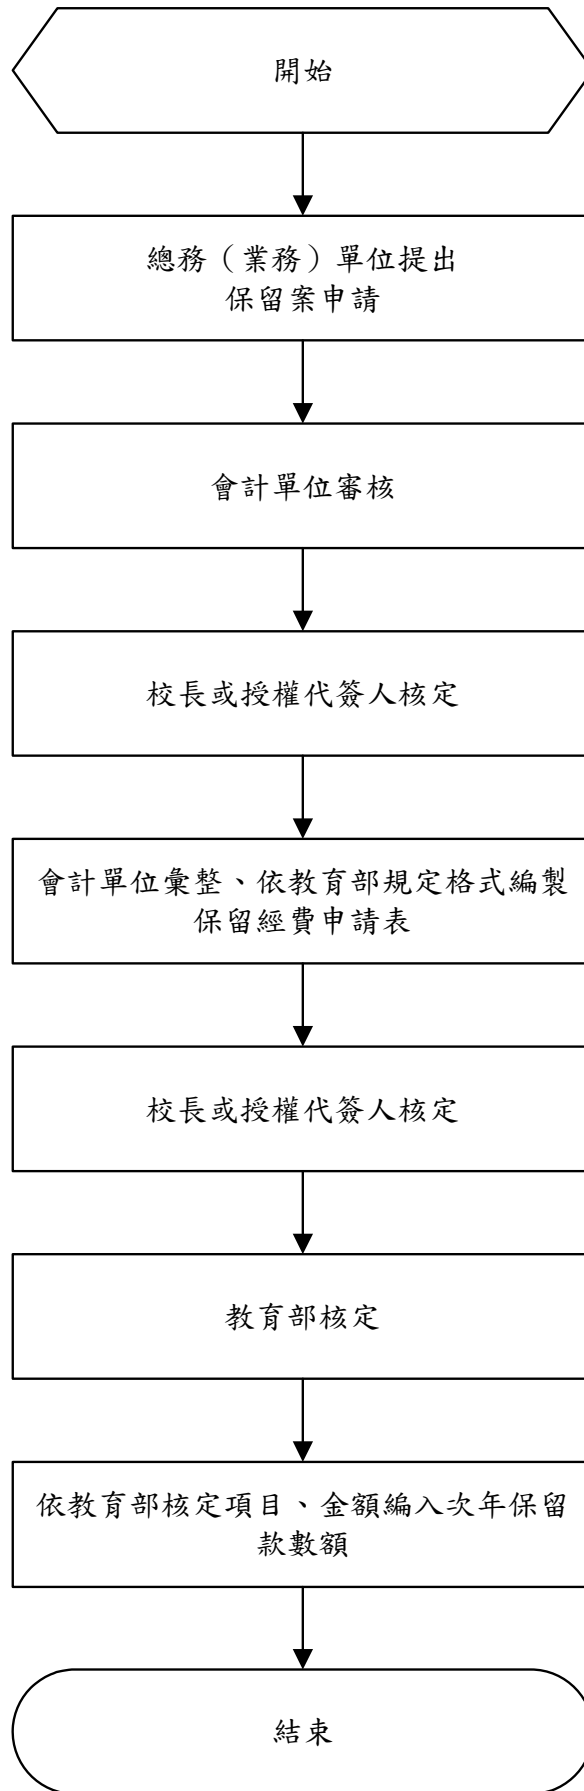 開始
總務（業務）單位提出
保留案申請
會計單位審核
校長或授權代簽人核定
會計單位彙整、依教育部規定格式編製
保留經費申請表
校長或授權代簽人核定
教育部核定
依教育部核定項目、金額編入次年保留
款數額
結束